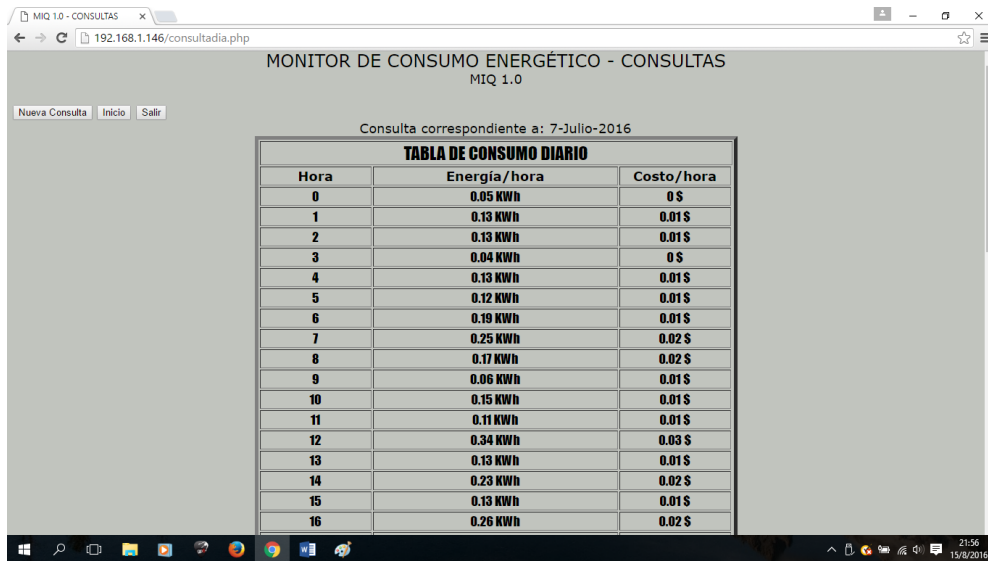 MIQ 1.0 - CONSULTAS
192.168.1.146/consultadia.php
MONITOR DE CONSUMO ENERGÉTICO - CONSULTAS
MIQ 1.0
Nueva Consulta Inicio Salir
Consulta correspondiente a: 7-Julio-2016
TABLA DE CONSUMO DIARIO
Hora Energía/hora Costo/hora
0 0.05 KWh 0 $
1 0.13 KWh 0.01 $
2 0.13 KWh 0.01 $
3 0.04 KWh 0 $
4 0.13 KWh 0.01 $
5 0.12 KWh 0.01 $
6 0.19 KWh 0.01 $
7 0.25 KWh 0.02 $
8 0.17 KWh 0.02 $
9 0.06 KWh 0.01 $
10 0.15 KWh 0.01 $
11 0.11 KWh 0.01 $
12 0.34 KWh 0.03 $
13 0.13 KWh 0.01 $
14 0.23 KWh 0.02 $
15 0.13 KWh 0.01 $
16 0.26 KWh 0.02 $
21:56
15/8/2016